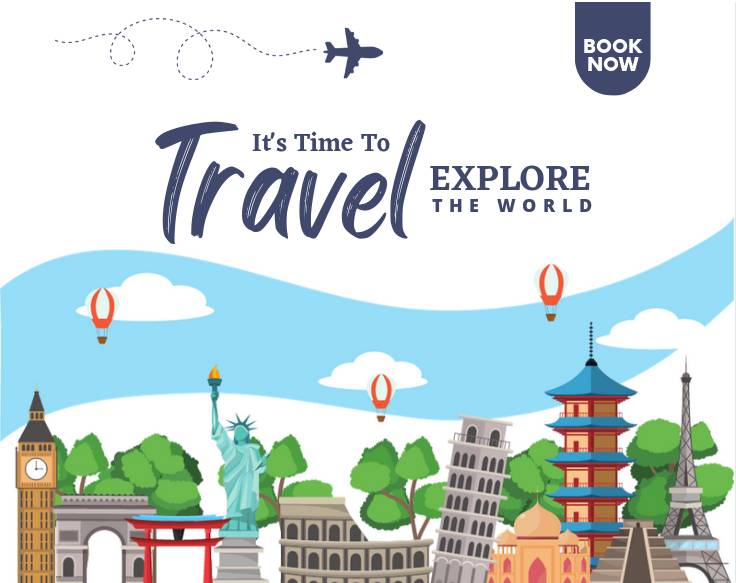 BOOK
NOW
It's Time To
Travel
EXPLORE
THE WORLD